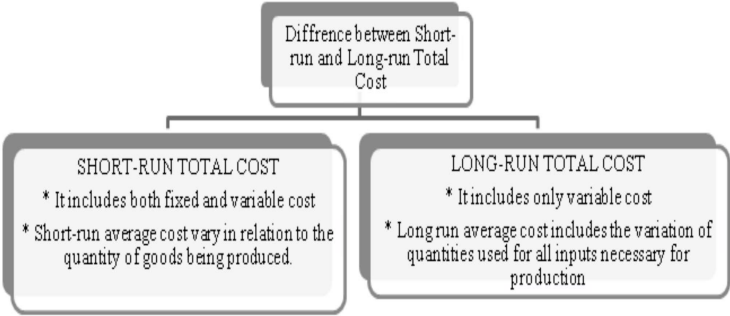 Diffrence between Short-
run and Long-run Total
Cost
SHORT-RUN TOTAL COST
* It includes both fixed and variable cost
* Short-run average cost vary in relation to the
quantity of goods being produced.
LONG-RUN TOTAL COST
* It includes only variable cost
* Long run average cost includes the variation of
quantities used for all inputs necessary for
production